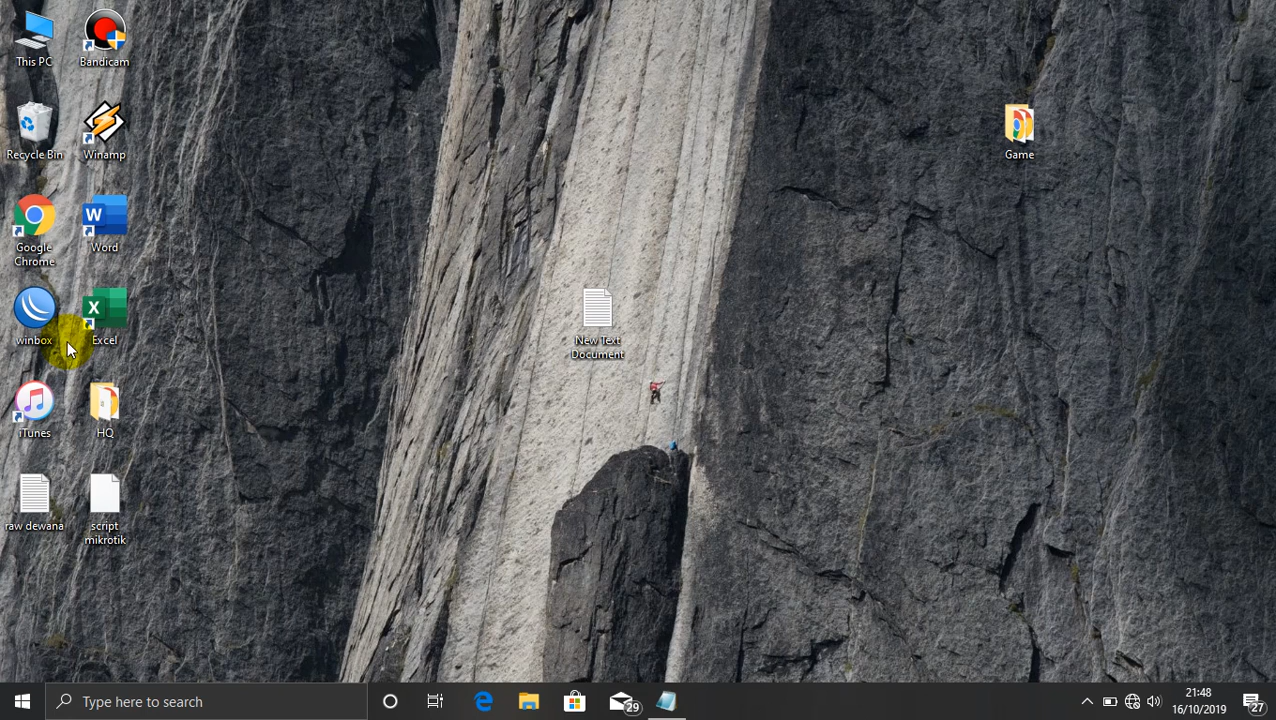 This PC
Bandicam
Recycle Bin
Winamp
Google
Chrome
Word
winbox
Excel
iTunes
HQ
raw dewana
script
mikrotik
New Text
Document
Game
Type here to search
29
21:48
16/10/2019
27